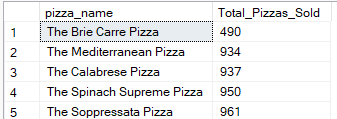 pizza_name Total_Pizzas_Sold
1 The Brie Carre Pizza 490
2 The Mediterranean Pizza 934
3 The Calabrese Pizza 937
4 The Spinach Supreme Pizza 950
5 The Soppressata Pizza 961